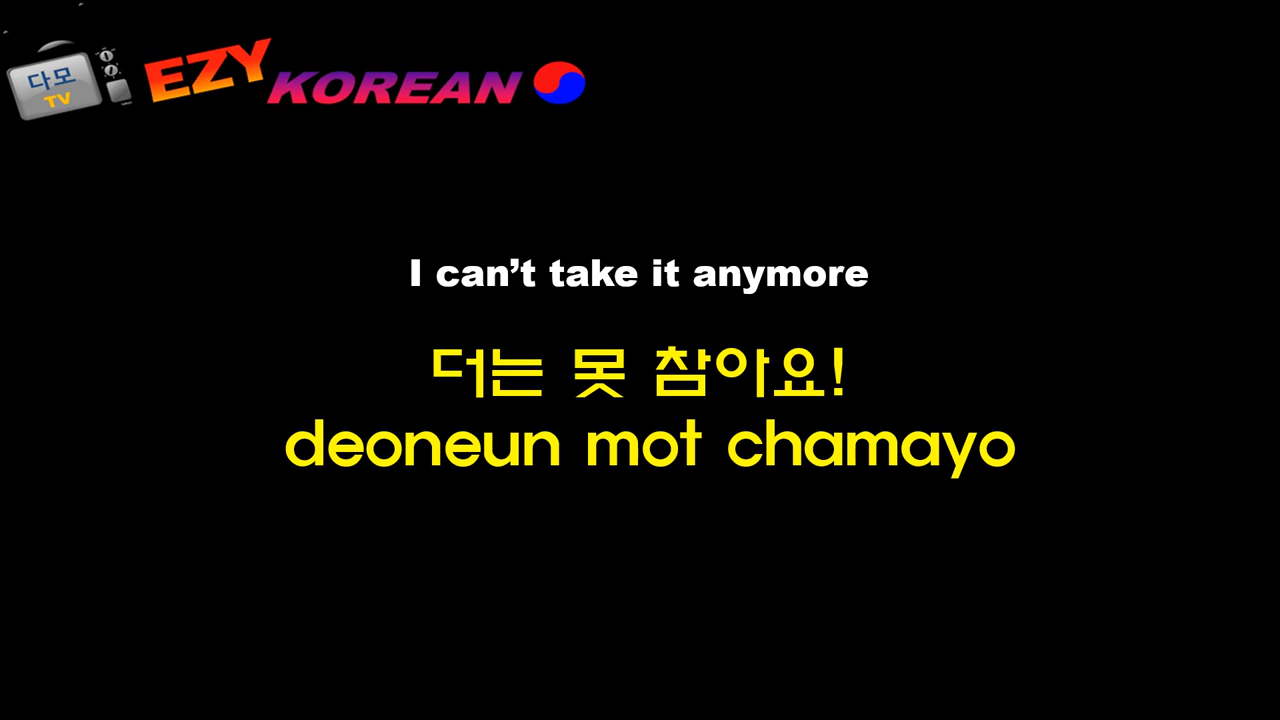 다모
TV
EZY
KOREAN
I can’t take it anymore
더는 못 참아요!
deoneun mot chamayo